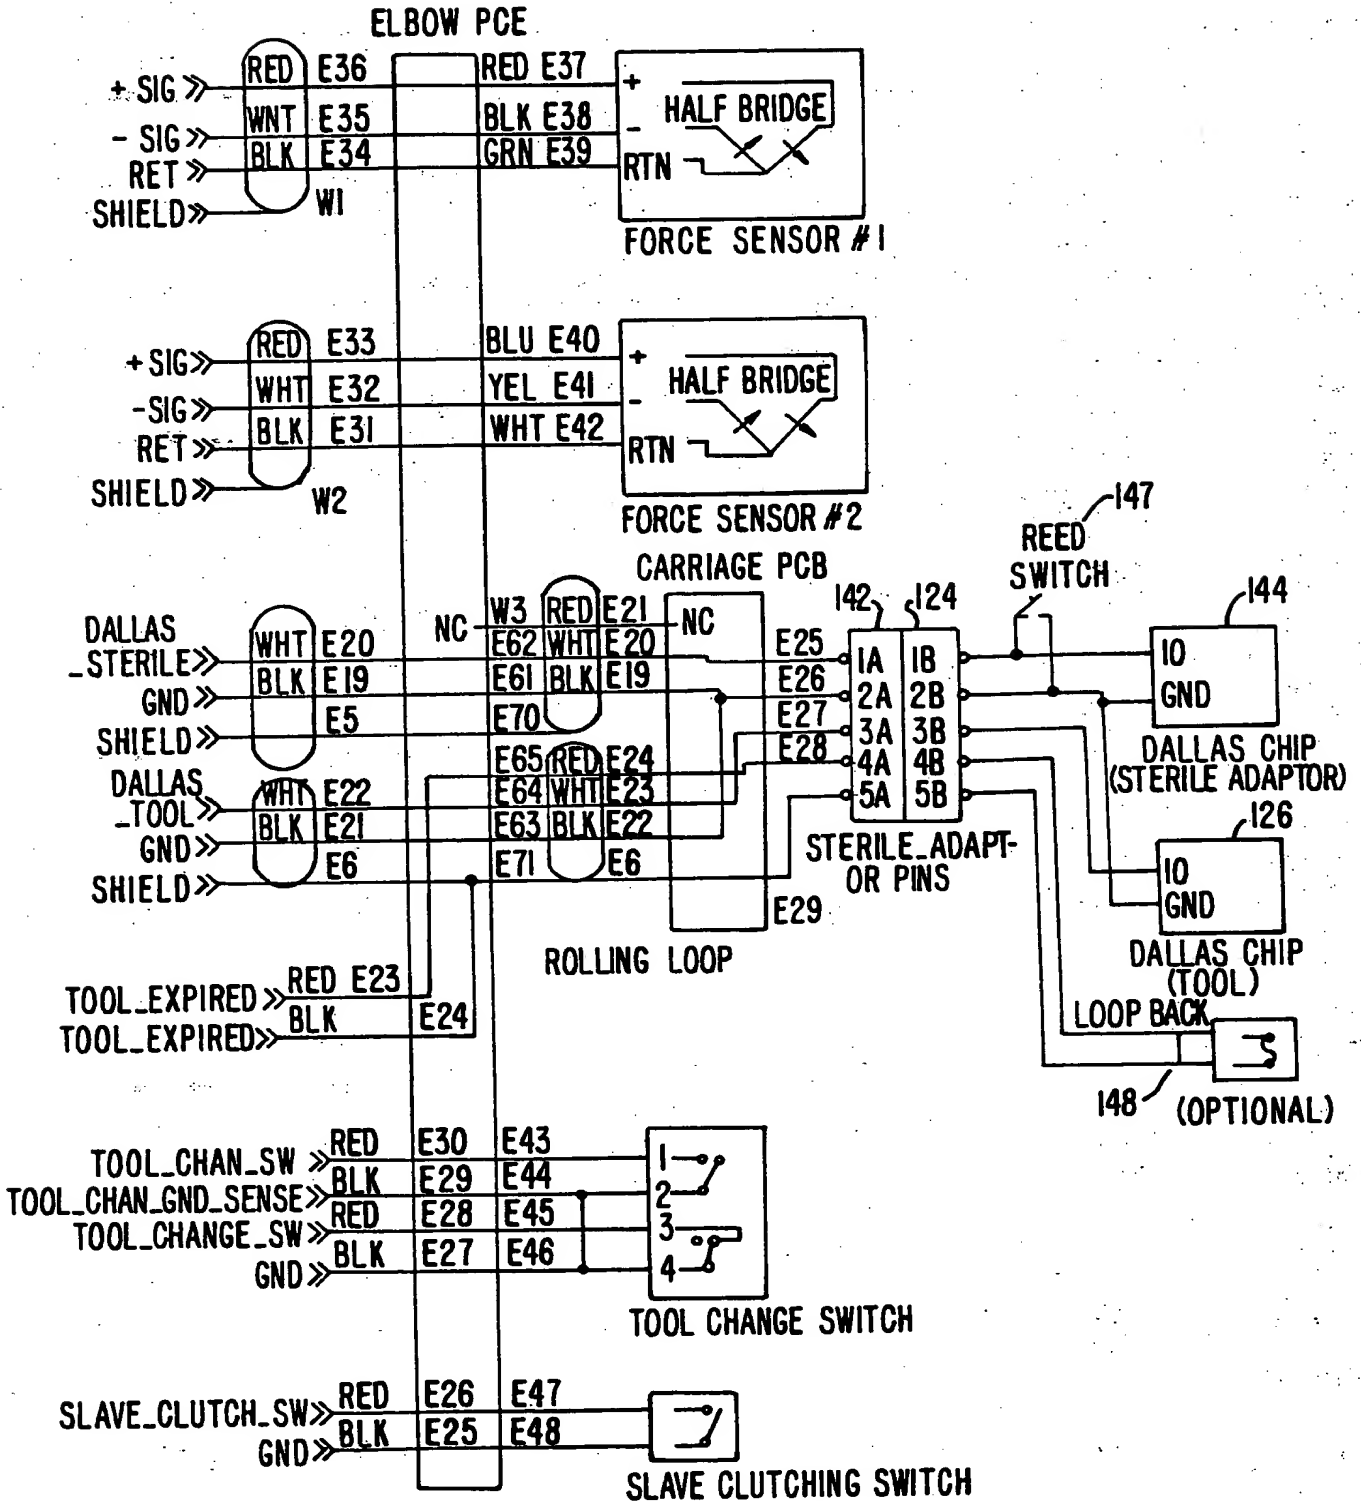 ELBOW PCE
+ SIG RED E36 RED E37 +
- SIG WNT E35 BLK E38 -
RET BLK E34 GRN E39 RTN
HALF BRIDGE
SHIELD W1
FORCE SENSOR #1
+ SIG RED E33 BLU E40 +
-SIG WHT E32 YEL E41 -
RET BLK E31 WHT E42 RTN
HALF BRIDGE
SHIELD W2
FORCE SENSOR #2
CARRIAGE PCB
147
REED
SWITCH
142 124 144
NC W3 RED E21 NC
DALLAS
_STERILE WHT E20 E62 WHT E20 E25 1A 1B IO
GND BLK E19 E61 BLK E19 E26 2A 2B GND
SHIELD E5 E70 E27 3A 3B
DALLAS CHIP
(STERILE ADAPTOR)
E65 RED E24 E28 4A 4B
DALLAS
_TOOL WHT E22 E64 WHT E23 5A 5B
GND BLK E21 E63 BLK E22
SHIELD E6 E71 E6
STERILE_ADAPT-
OR PINS
126
IO
GND
E29
DALLAS CHIP
(TOOL)
ROLLING LOOP
TOOL_EXPIRED RED E23
TOOL_EXPIRED BLK E24
LOOP BACK
148 (OPTIONAL)
TOOL_CHAN_SW RED E30 E43 1
TOOL_CHAN_GND_SENSE BLK E29 E44 2
TOOL_CHANGE_SW RED E28 E45 3
GND BLK E27 E46 4
TOOL CHANGE SWITCH
SLAVE_CLUTCH_SW RED E26 E47
GND BLK E25 E48
SLAVE CLUTCHING SWITCH